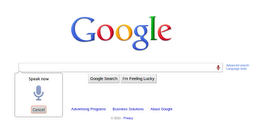 Google
Advanced search
Language tools
Speak now
Google Search
I'm Feeling Lucky
Cancel
Advertising Programs
Business Solutions
About Google
Privacy